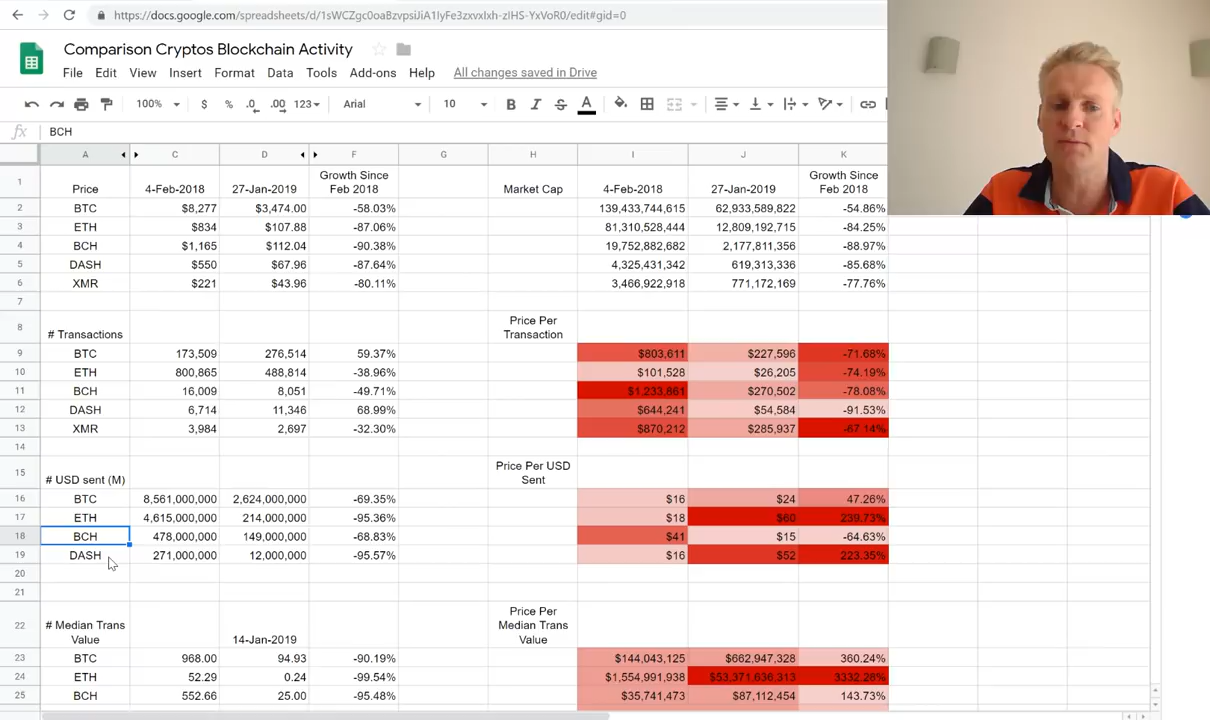 https://docs.google.com/spreadsheets/d/1sWCZgc0oaBzvpsiJiA1IyFe3zxvxlxh-zIHS-YxVoR0/edit#gid=0
Comparison Cryptos Blockchain Activity
File Edit View Insert Format Data Tools Add-ons Help All changes saved in Drive
100% $ % .0 .00 123 Arial 10 B I S A
fx BCH
A C D F G H I J K
1 Price 4-Feb-2018 27-Jan-2019 Growth Since Feb 2018 Market Cap 4-Feb-2018 27-Jan-2019 Growth Since Feb 2018
2 BTC $8,277 $3,474.00 -58.03% 139,433,744,615 62,933,589,822 -54.86%
3 ETH $834 $107.88 -87.06% 81,310,528,444 12,809,192,715 -84.25%
4 BCH $1,165 $112.04 -90.38% 19,752,882,682 2,177,811,356 -88.97%
5 DASH $550 $67.96 -87.64% 4,325,431,342 619,313,336 -85.68%
6 XMR $221 $43.96 -80.11% 3,466,922,918 771,172,169 -77.76%
7
8 # Transactions Price Per Transaction
9 BTC 173,509 276,514 59.37% $803,611 $227,596 -71.68%
10 ETH 800,865 488,814 -38.96% $101,528 $26,205 -74.19%
11 BCH 16,009 8,051 -49.71% $1,233,861 $270,502 -78.08%
12 DASH 6,714 11,346 68.99% $644,241 $54,584 -91.53%
13 XMR 3,984 2,697 -32.30% $870,212 $285,937 -67.14%
14
15 # USD sent (M) Price Per USD Sent
16 BTC 8,561,000,000 2,624,000,000 -69.35% $16 $24 47.26%
17 ETH 4,615,000,000 214,000,000 -95.36% $18 $60 239.73%
18 BCH 478,000,000 149,000,000 -68.83% $41 $15 -64.63%
19 DASH 271,000,000 12,000,000 -95.57% $16 $52 223.35%
20
21
22 # Median Trans Value 14-Jan-2019 Price Per Median Trans Value
23 BTC 968.00 94.93 -90.19% $144,043,125 $662,947,328 360.24%
24 ETH 52.29 0.24 -99.54% $1,554,991,938 $53,371,636,313 3332.28%
25 BCH 552.66 25.00 -95.48% $35,741,473 $87,112,454 143.73%